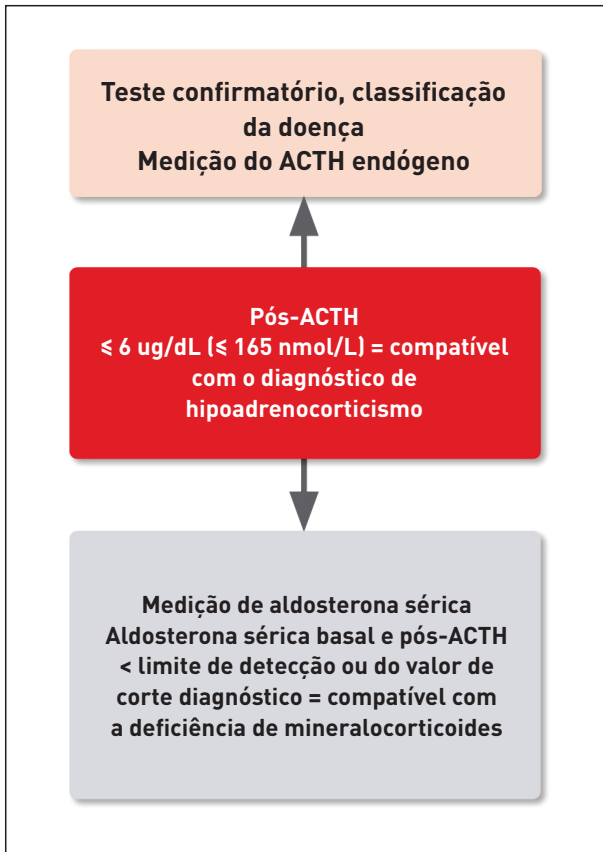 Teste confirmatório, classificação
da doença
Medição do ACTH endógeno
Pós-ACTH
≤ 6 ug/dL (≤ 165 nmol/L) = compatível
com o diagnóstico de
hipoadrenocorticismo
Medição de aldosterona sérica
Aldosterona sérica basal e pós-ACTH
< limite de detecção ou do valor de
corte diagnóstico = compatível com
a deficiência de mineralocorticoides